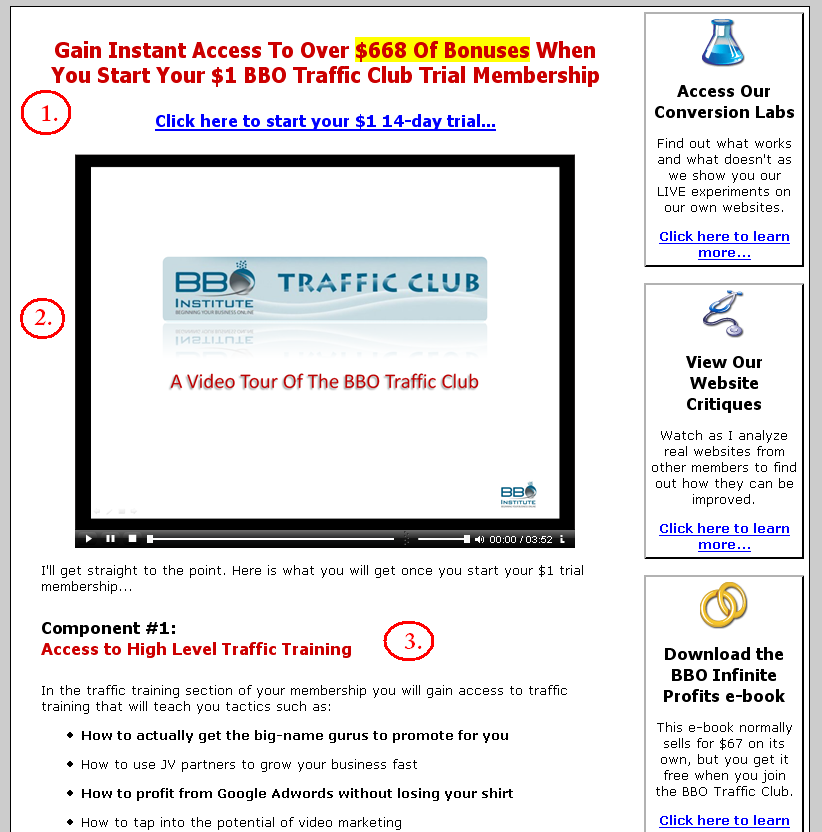 Gain Instant Access To Over $668 Of Bonuses When
You Start Your $1 BBO Traffic Club Trial Membership
1.
Click here to start your $1 14-day trial...
BBO
INSTITUTE
BEGINNING YOUR BUSINESS ONLINE
TRAFFIC CLUB
2.
A Video Tour Of The BBO Traffic Club
BBO
INSTITUTE
00:00 / 03:52
I'll get straight to the point. Here is what you will get once you start your $1 trial
membership...
Component #1:
Access to High Level Traffic Training
3.
In the traffic training section of your membership you will gain access to traffic
training that will teach you tactics such as:
• How to actually get the big-name gurus to promote for you
• How to use JV partners to grow your business fast
• How to profit from Google Adwords without losing your shirt
• How to tap into the potential of video marketing
Access Our
Conversion Labs
Find out what works
and what doesn't as
we show you our
LIVE experiments on
our own websites.
Click here to learn
more...
View Our
Website
Critiques
Watch as I analyze
real websites from
other members to find
out how they can be
improved.
Click here to learn
more...
Download the
BBO Infinite
Profits e-book
This e-book normally
sells for $67 on its
own, but you get it
free when you join
the BBO Traffic Club.
Click here to learn